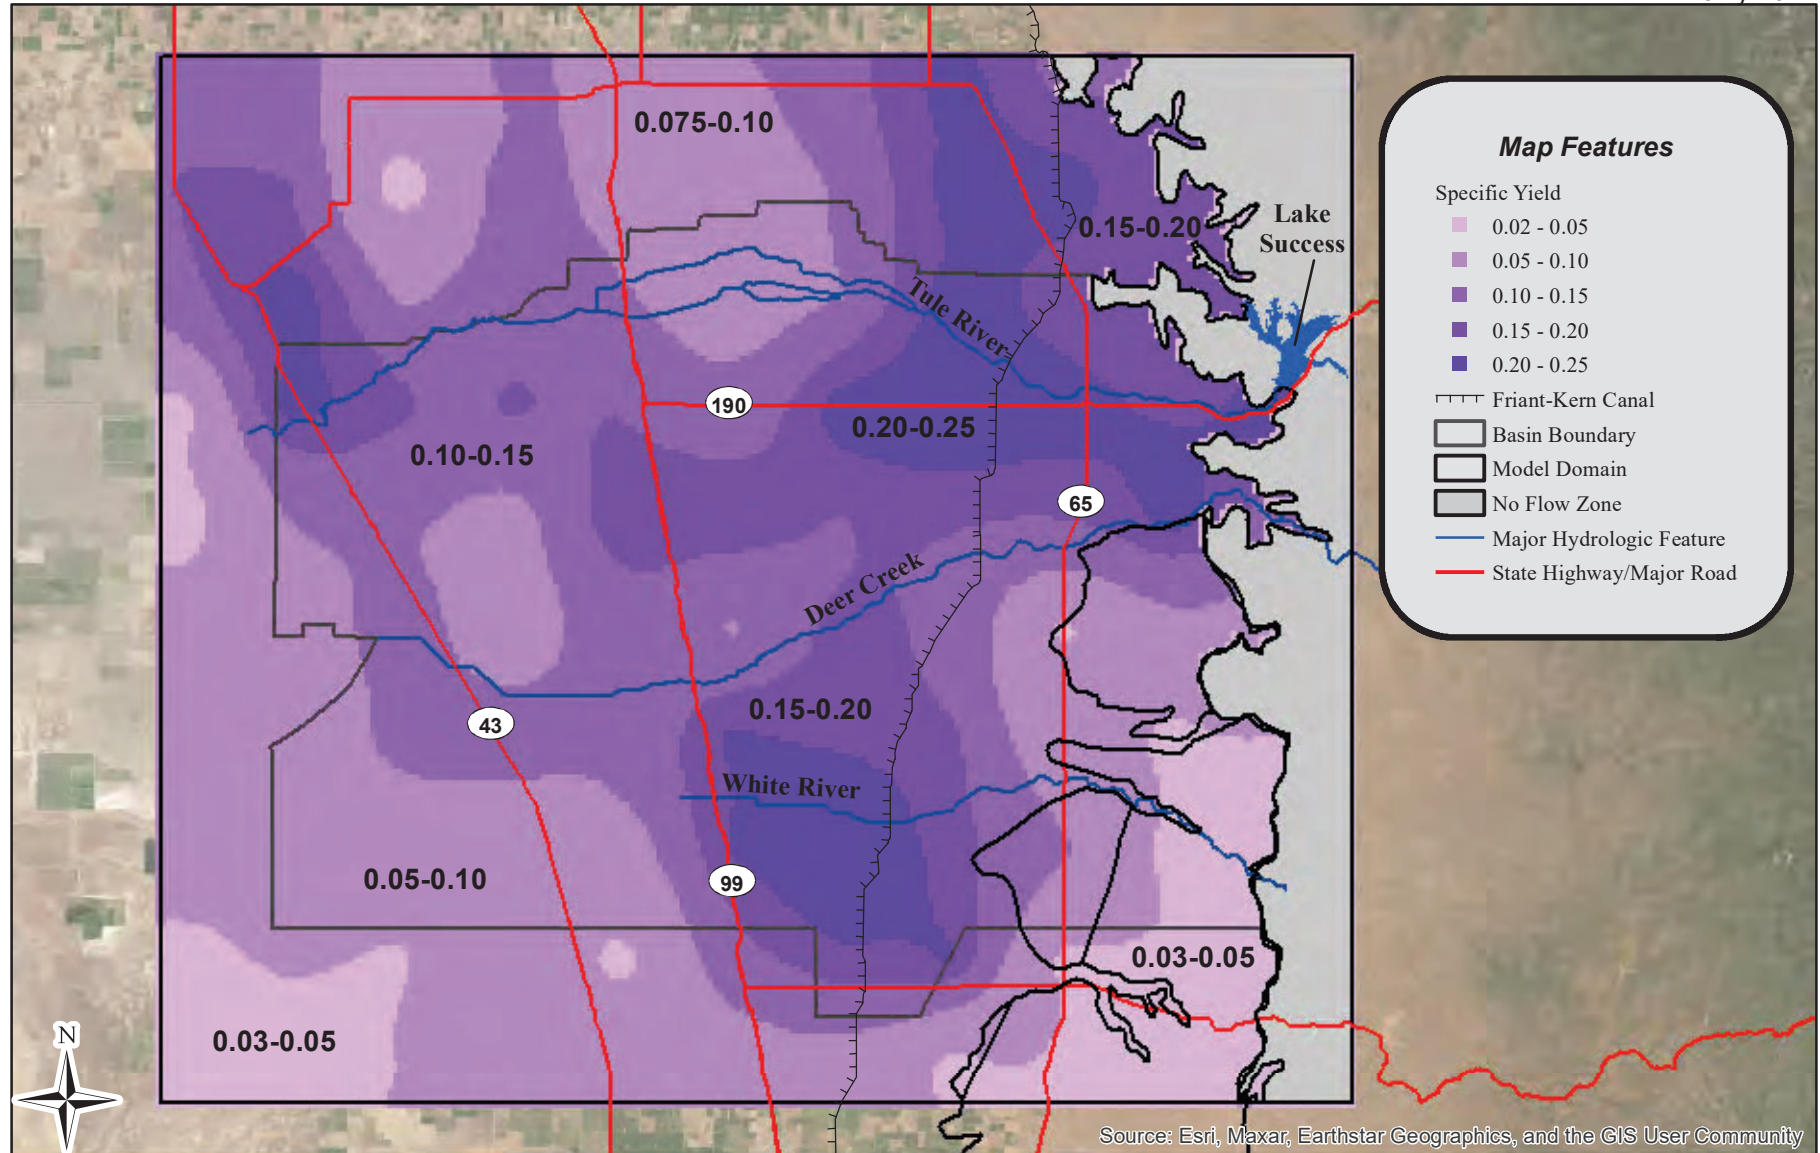 0.075-0.10
0.15-0.20
Lake
Success
Tule River
190
0.20-0.25
0.10-0.15
65
Deer Creek
0.15-0.20
43
White River
0.05-0.10
99
0.03-0.05
0.03-0.05
N
Map Features
Specific Yield
0.02 - 0.05
0.05 - 0.10
0.10 - 0.15
0.15 - 0.20
0.20 - 0.25
Friant-Kern Canal
Basin Boundary
Model Domain
No Flow Zone
Major Hydrologic Feature
State Highway/Major Road
Source: Esri, Maxar, Earthstar Geographics, and the GIS User Community